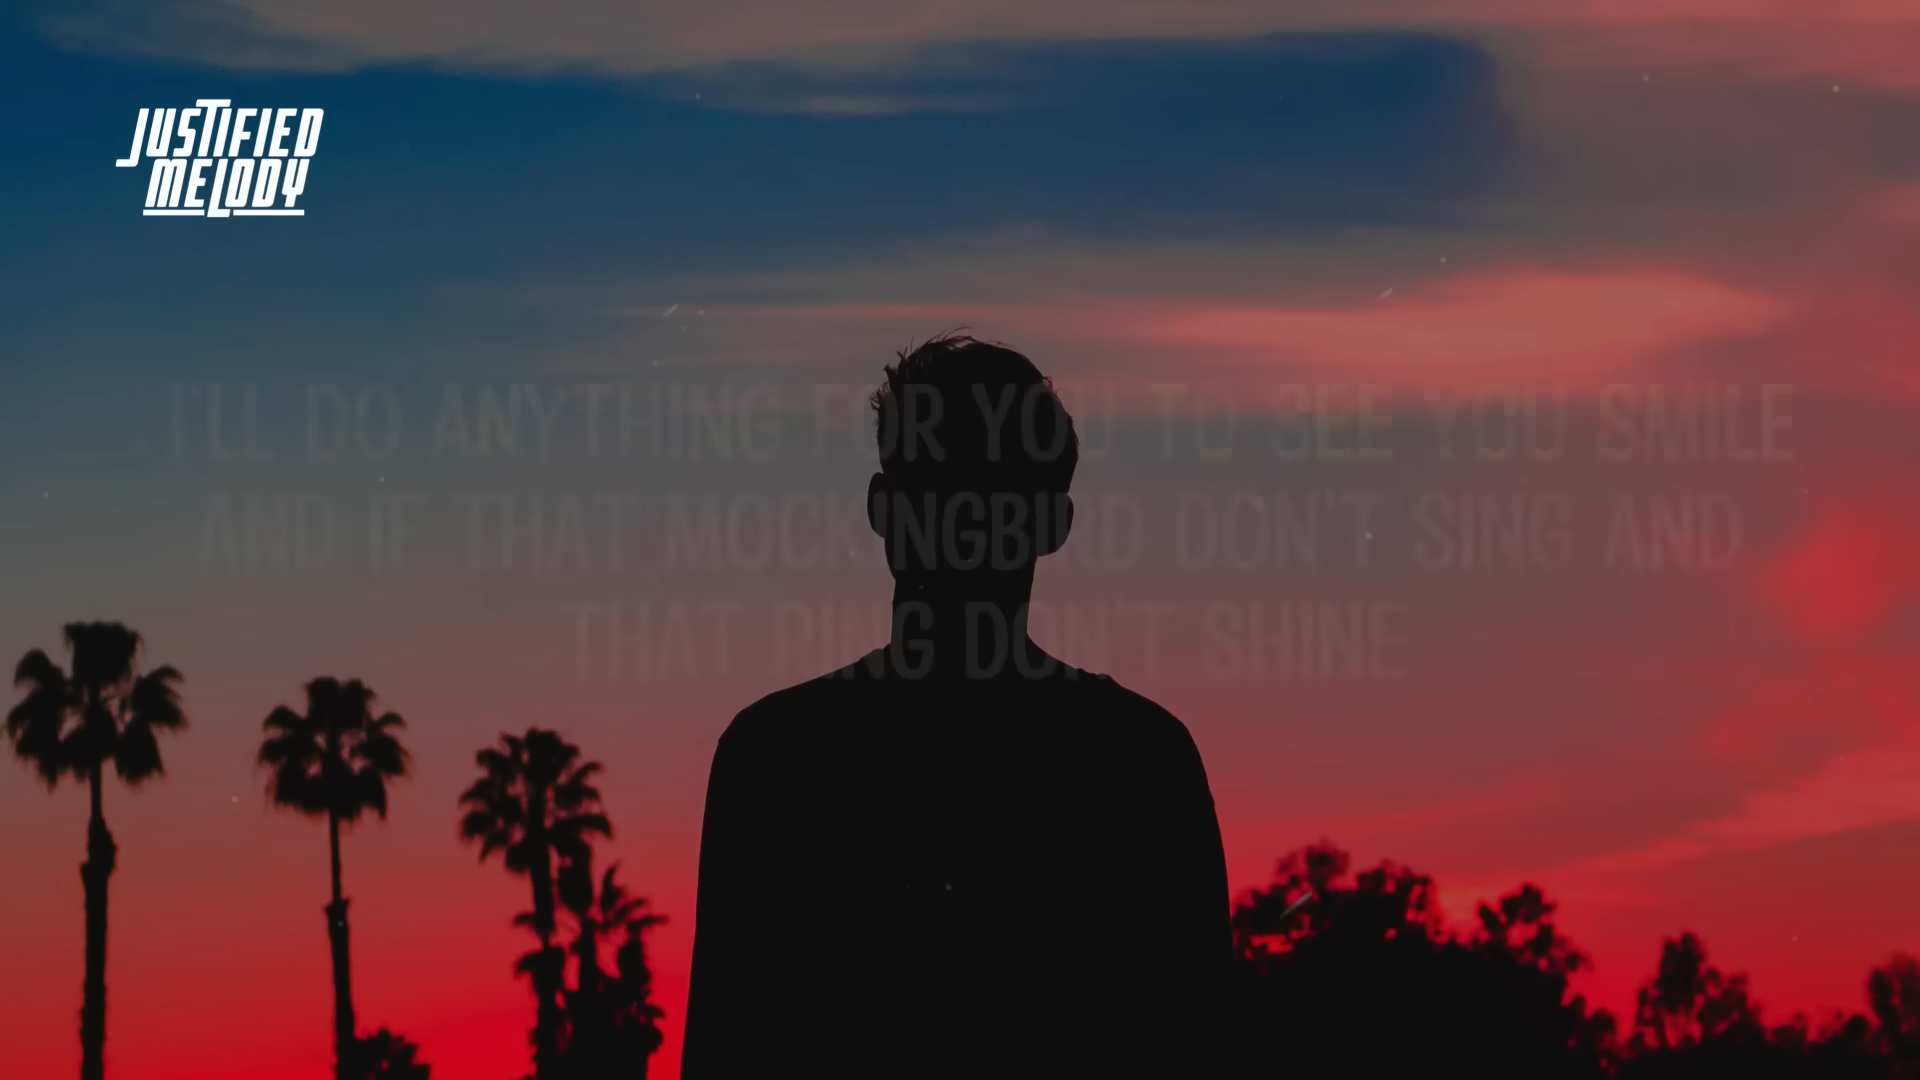 JUSTIFIED
MELODY
I'LL DO ANYTHING FOR YOU TO SEE YOU SMILE
AND IF THAT MOCKINGBIRD DON'T SING AND
THAT RING DON'T SHINE